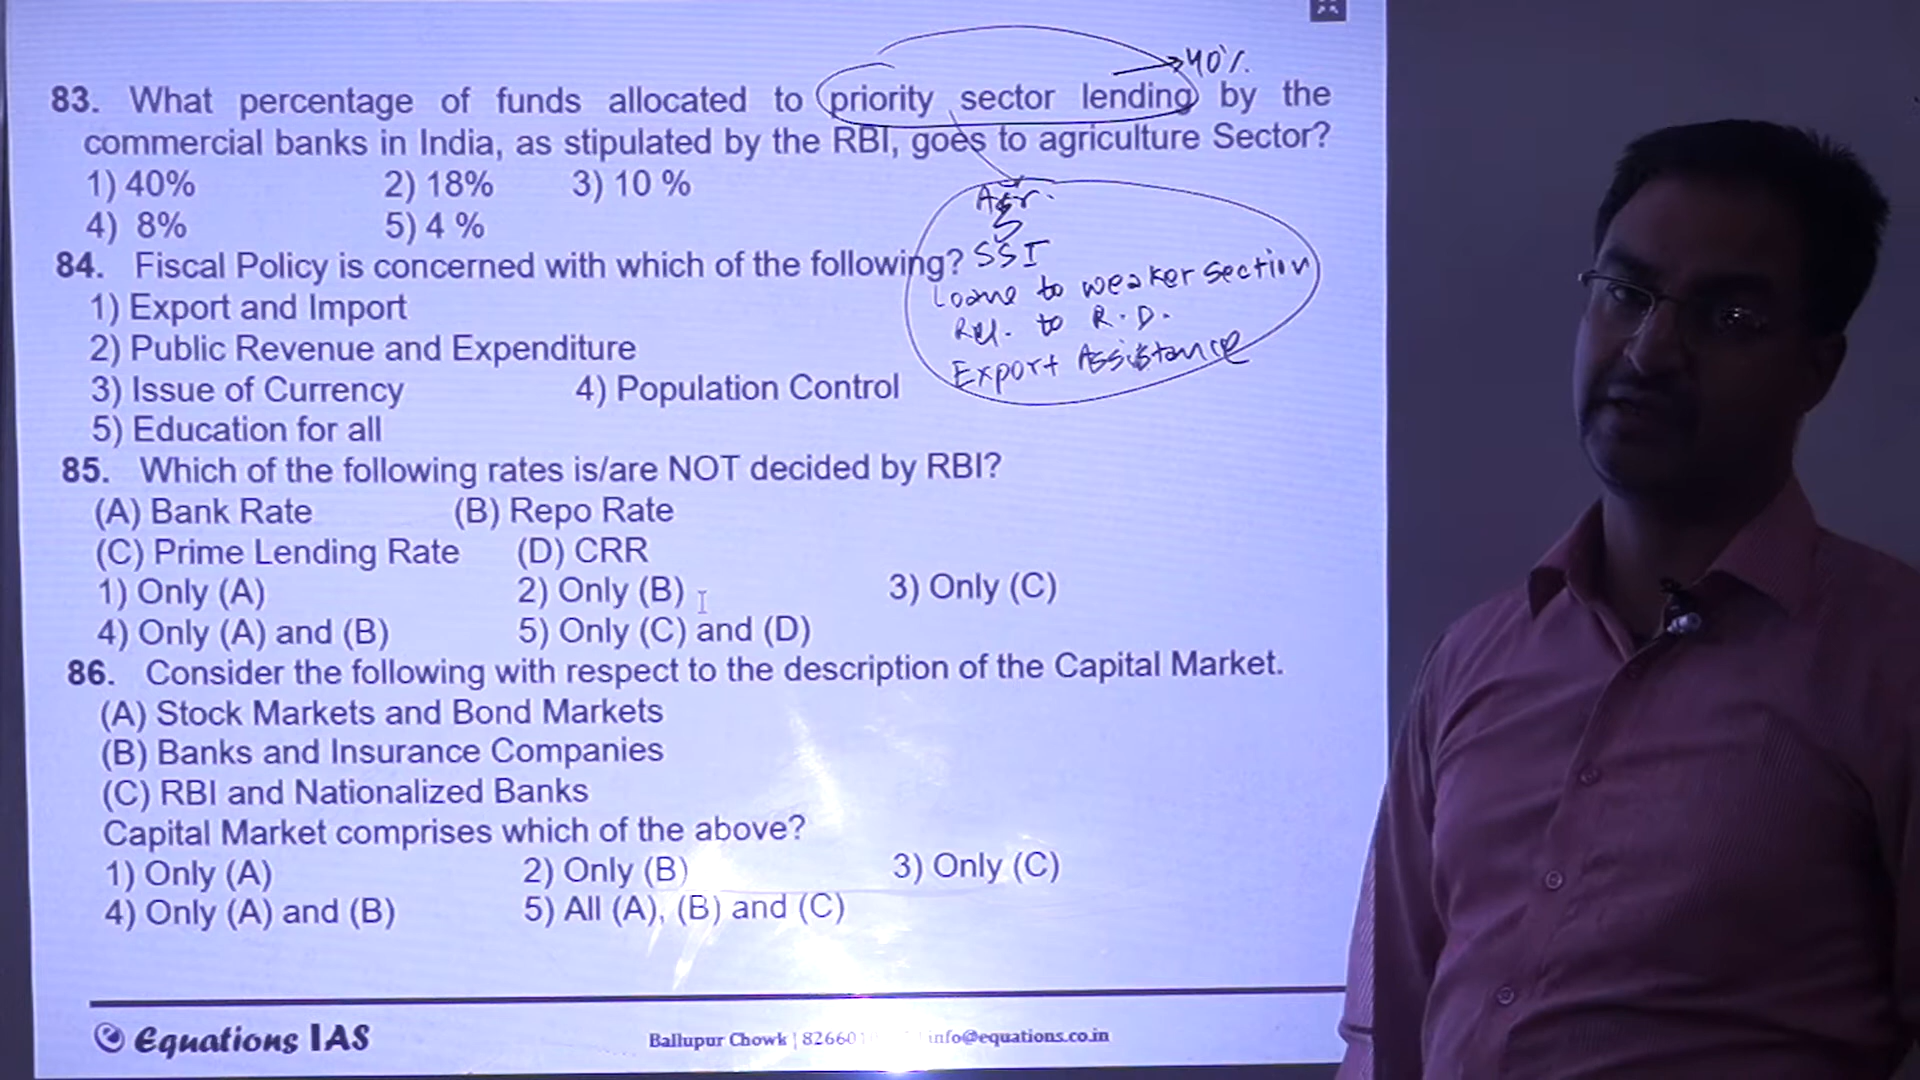 40%
83. What percentage of funds allocated to priority sector lending by the
commercial banks in India, as stipulated by the RBI, goes to agriculture Sector?
1) 40% 2) 18% 3) 10 %
4) 8% 5) 4 %
Agr.
SSI
84. Fiscal Policy is concerned with which of the following?
Loans to weaker section
1) Export and Import
Rel. to R.D.
2) Public Revenue and Expenditure
Export Assistance
3) Issue of Currency 4) Population Control
5) Education for all
85. Which of the following rates is/are NOT decided by RBI?
(A) Bank Rate (B) Repo Rate
(C) Prime Lending Rate (D) CRR
1) Only (A) 2) Only (B) 3) Only (C)
4) Only (A) and (B) 5) Only (C) and (D)
86. Consider the following with respect to the description of the Capital Market.
(A) Stock Markets and Bond Markets
(B) Banks and Insurance Companies
(C) RBI and Nationalized Banks
Capital Market comprises which of the above?
1) Only (A) 2) Only (B) 3) Only (C)
4) Only (A) and (B) 5) All (A), (B) and (C)
Equations IAS
Ballupur Chowk | info@equations.co.in